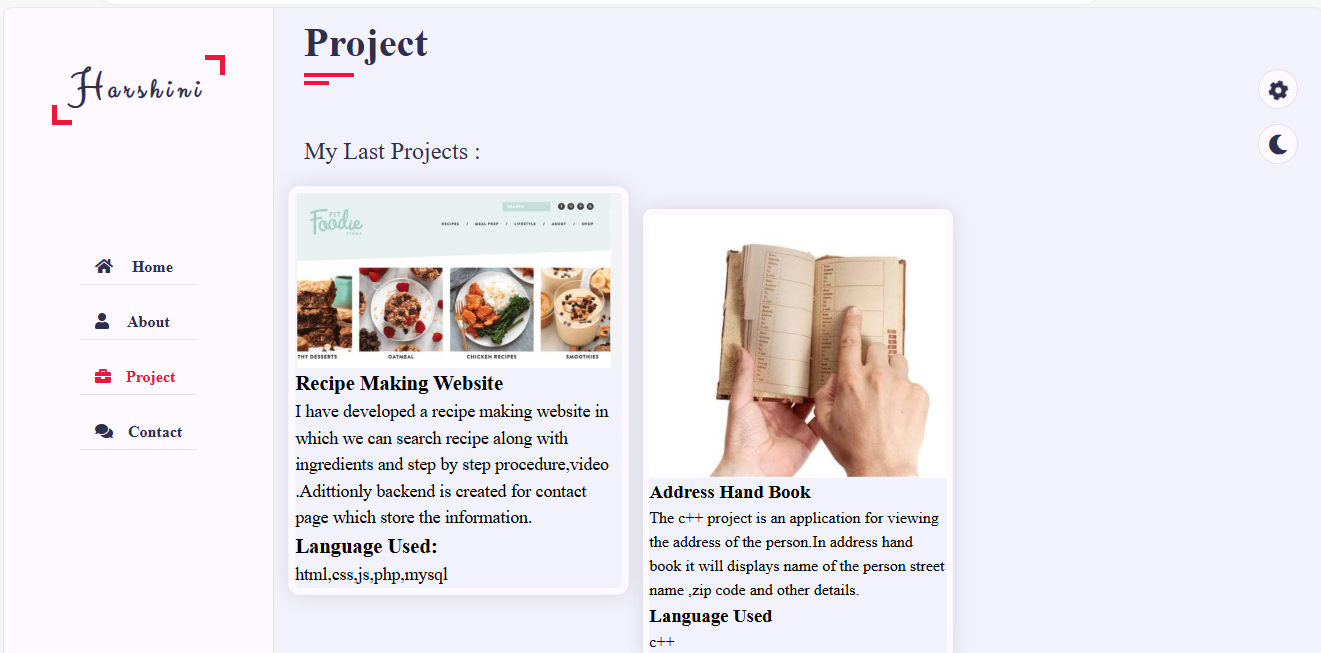 Harshini
Home
About
Project
Contact
Project
My Last Projects :
FIT
Foodie
SEARCH
RECIPES / MEAL PREP / LIFESTYLE / ABOUT / SHOP
THY DESSERTS
OATMEAL
CHICKEN RECIPES
SMOOTHIES
Recipe Making Website
I have developed a recipe making website in
which we can search recipe along with
ingredients and step by step procedure,video
.Adittionly backend is created for contact
page which store the information.
Language Used:
html,css,js,php,mysql
Address Hand Book
The c++ project is an application for viewing
the address of the person.In address hand
book it will displays name of the person street
name ,zip code and other details.
Language Used
c++